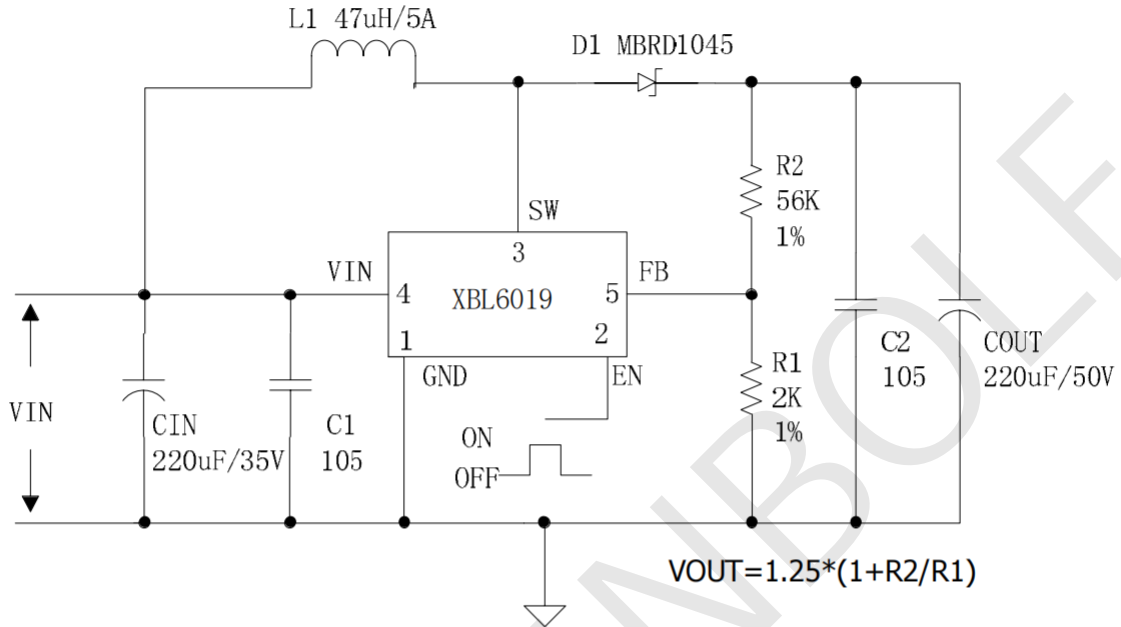 L1 47uH/5A
D1 MBRD1045
R2
56K
1%
SW
3
VIN
FB
4
XBL6019
5
1
2
GND
EN
R1
2K
1%
C2
105
COUT
220uF/50V
VIN
CIN
220uF/35V
C1
105
ON
OFF
VOUT=1.25*(1+R2/R1)